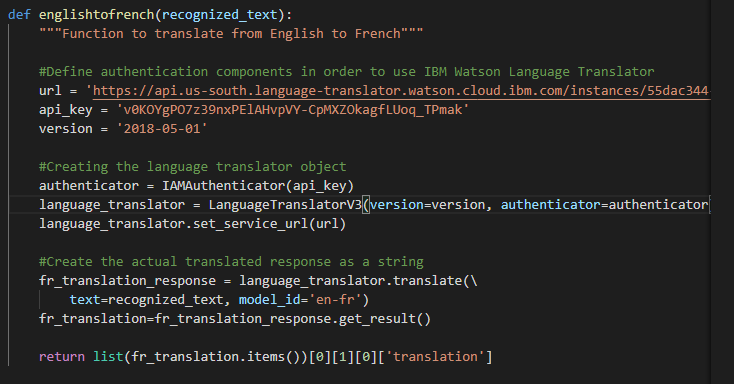 def englishtofrench(recognized_text):
"""Function to translate from English to French"""
#Define authentication components in order to use IBM Watson Language Translator
url = 'https://api.us-south.language-translator.watson.cloud.ibm.com/instances/55dac344-
api_key = 'v0KOYgPO7z39nxPElAHvpVY-CpMXZOkagfLUoq_TPmak'
version = '2018-05-01'
#Creating the language translator object
authenticator = IAMAuthenticator(api_key)
language_translator = LanguageTranslatorV3(version=version, authenticator=authenticator)
language_translator.set_service_url(url)
#Create the actual translated response as a string
fr_translation_response = language_translator.translate(\
text=recognized_text, model_id='en-fr')
fr_translation=fr_translation_response.get_result()
return list(fr_translation.items())[0][1][0]['translation']